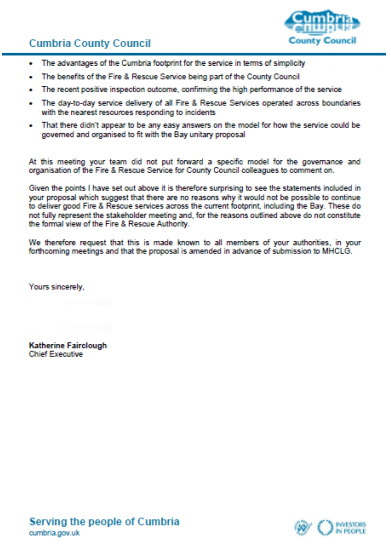 Cumbria County Council
Cumbria
County Council
• The advantages of the Cumbria footprint for the service in terms of simplicity
• The benefits of the Fire & Rescue Service being part of the County Council
• The recent positive inspection outcome, confirming the high performance of the service
• The day-to-day service delivery of all Fire & Rescue Services operated across boundaries
with the nearest resources responding to incidents
• That there didn't appear to be any easy answers on the model for how the service could be
governed and organised to fit with the Bay unitary proposal
At this meeting your team did not put forward a specific model for the governance and
organisation of the Fire & Rescue Service for County Council colleagues to comment on.
Given the points I have set out above it is therefore surprising to see the statements included in
your proposal which suggest that there are no reasons why it would not be possible to continue
to deliver good Fire & Rescue services across the current footprint, including the Bay. These do
not fully represent the stakeholder meeting and, for the reasons outlined above do not constitute
the formal view of the Fire & Rescue Authority.
We therefore request that this is made known to all members of your authorities, in your
forthcoming meetings and that the proposal is amended in advance of submission to MHCLG.
Yours sincerely,
Katherine Fairclough
Chief Executive
Serving the people of Cumbria
cumbria.gov.uk
INVESTORS
IN PEOPLE